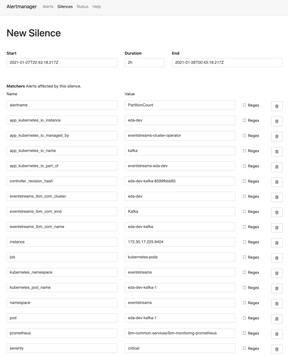 Alertmanager Alerts Silences Status Help
New Silence
Start Duration End
2021-01-27T22:43:18.217Z 2h 2021-01-28T00:43:18.217Z
Matchers Alerts affected by this silence.
Name Value
alertname PartitionCount Regex
app_kubernetes_io_instance eda-dev Regex
app_kubernetes_io_managed_by eventstreams-cluster-operator Regex
app_kubernetes_io_name kafka Regex
app_kubernetes_io_part_of eventstreams-eda-dev Regex
controller_revision_hash Regex
eventstreams_ibm_com_cluster eda-dev Regex
eventstreams_ibm_com_kind Kafka Regex
eventstreams_ibm_com_name eda-dev-kafka Regex
instance 172.30.17.225:9404 Regex
job kubernetes-pods Regex
kubernetes_namespace eventstreams Regex
kubernetes_pod_name eda-dev-kafka-1 Regex
namespace eventstreams Regex
pod eda-dev-kafka-1 Regex
prometheus ibm-common-services/ibm-monitoring-prometheus Regex
severity critical Regex